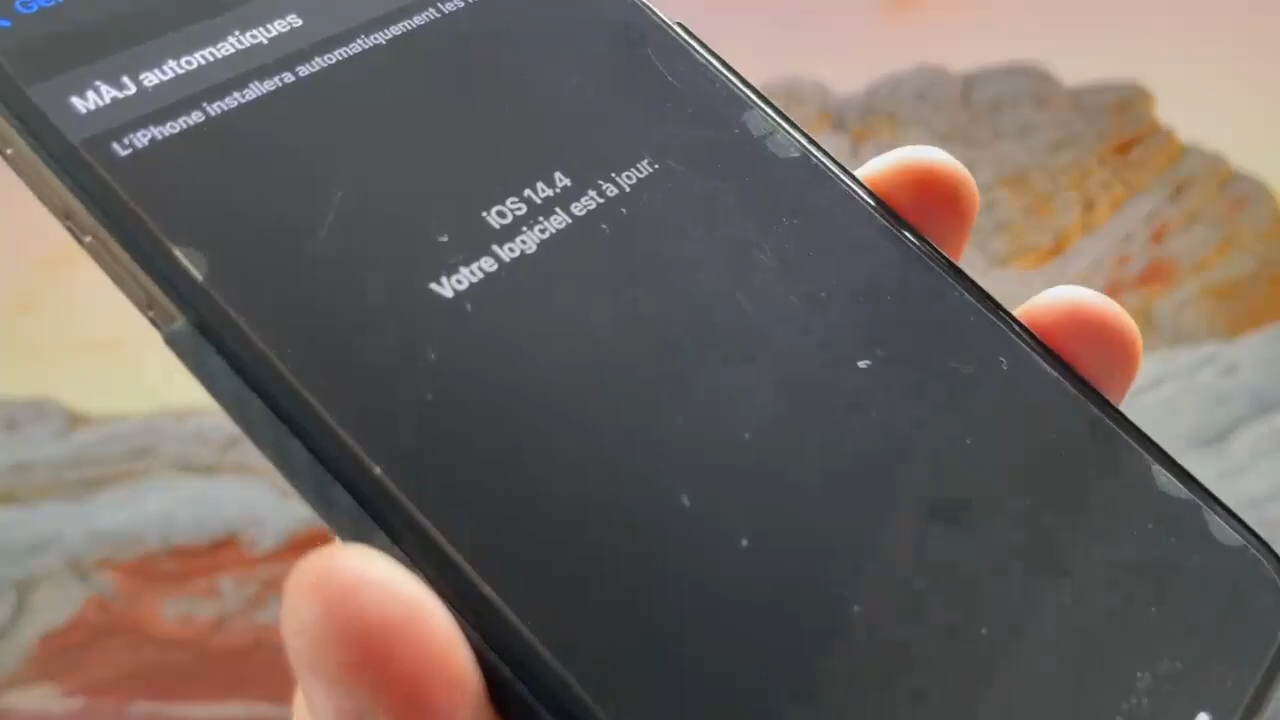 MÀJ automatiques
L'iPhone installera automatiquement les
iOS 14.4
Votre logiciel est à jour.